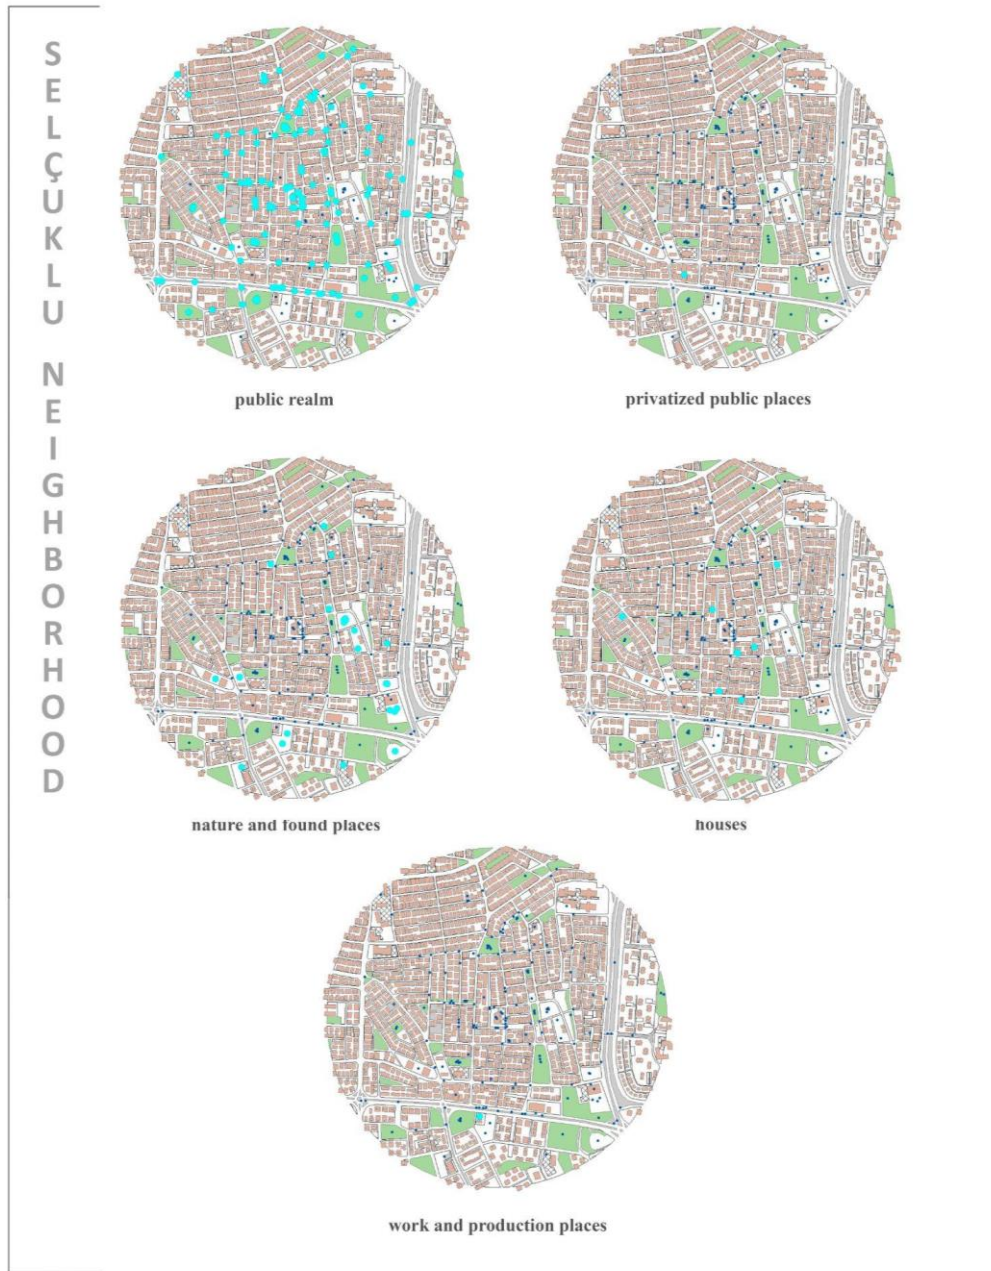 SELÇUKLU NEIGHBORHOOD
public realm
privatized public places
nature and found places
houses
work and production places